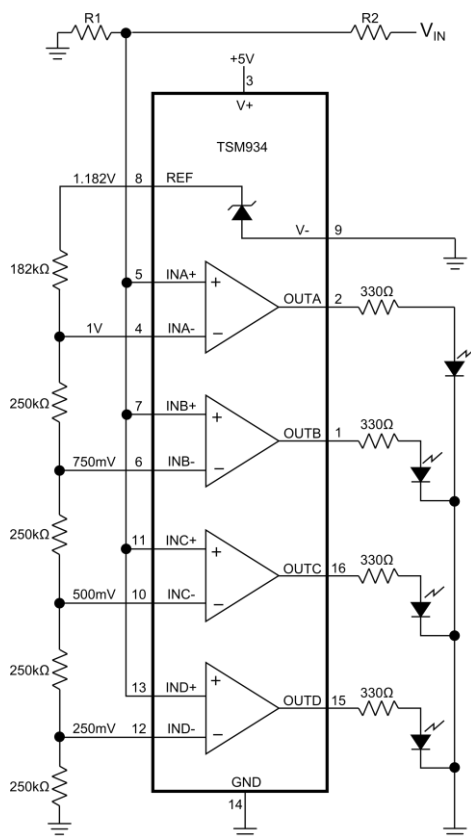 R1
R2
V_IN
+5V
3
V+
TSM934
1.182V 8 REF
V- 9
182kΩ
5 INA+
+
OUTA 2 330Ω
1V 4 INA-
−
250kΩ
7 INB+
+
OUTB 1 330Ω
750mV 6 INB-
−
250kΩ
11 INC+
+
OUTC 16 330Ω
500mV 10 INC-
−
250kΩ
13 IND+
+
OUTD 15 330Ω
250mV 12 IND-
−
250kΩ
GND
14